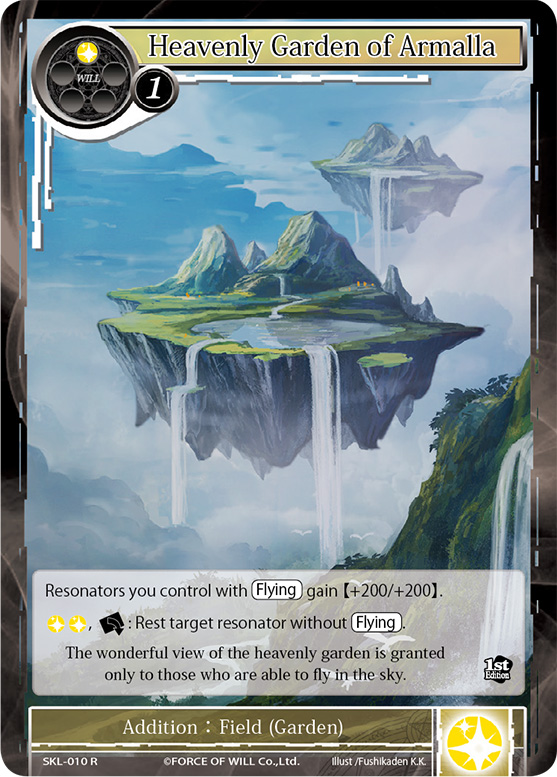 Heavenly Garden of Armalla
WILL
1
Resonators you control with Flying gain【+200/+200】.
, : Rest target resonator without Flying .
The wonderful view of the heavenly garden is granted
only to those who are able to fly in the sky.
1st
Edition
Addition : Field (Garden)
SKL-010 R ©FORCE OF WILL Co.,Ltd. Illust /Fushikaden K.K.